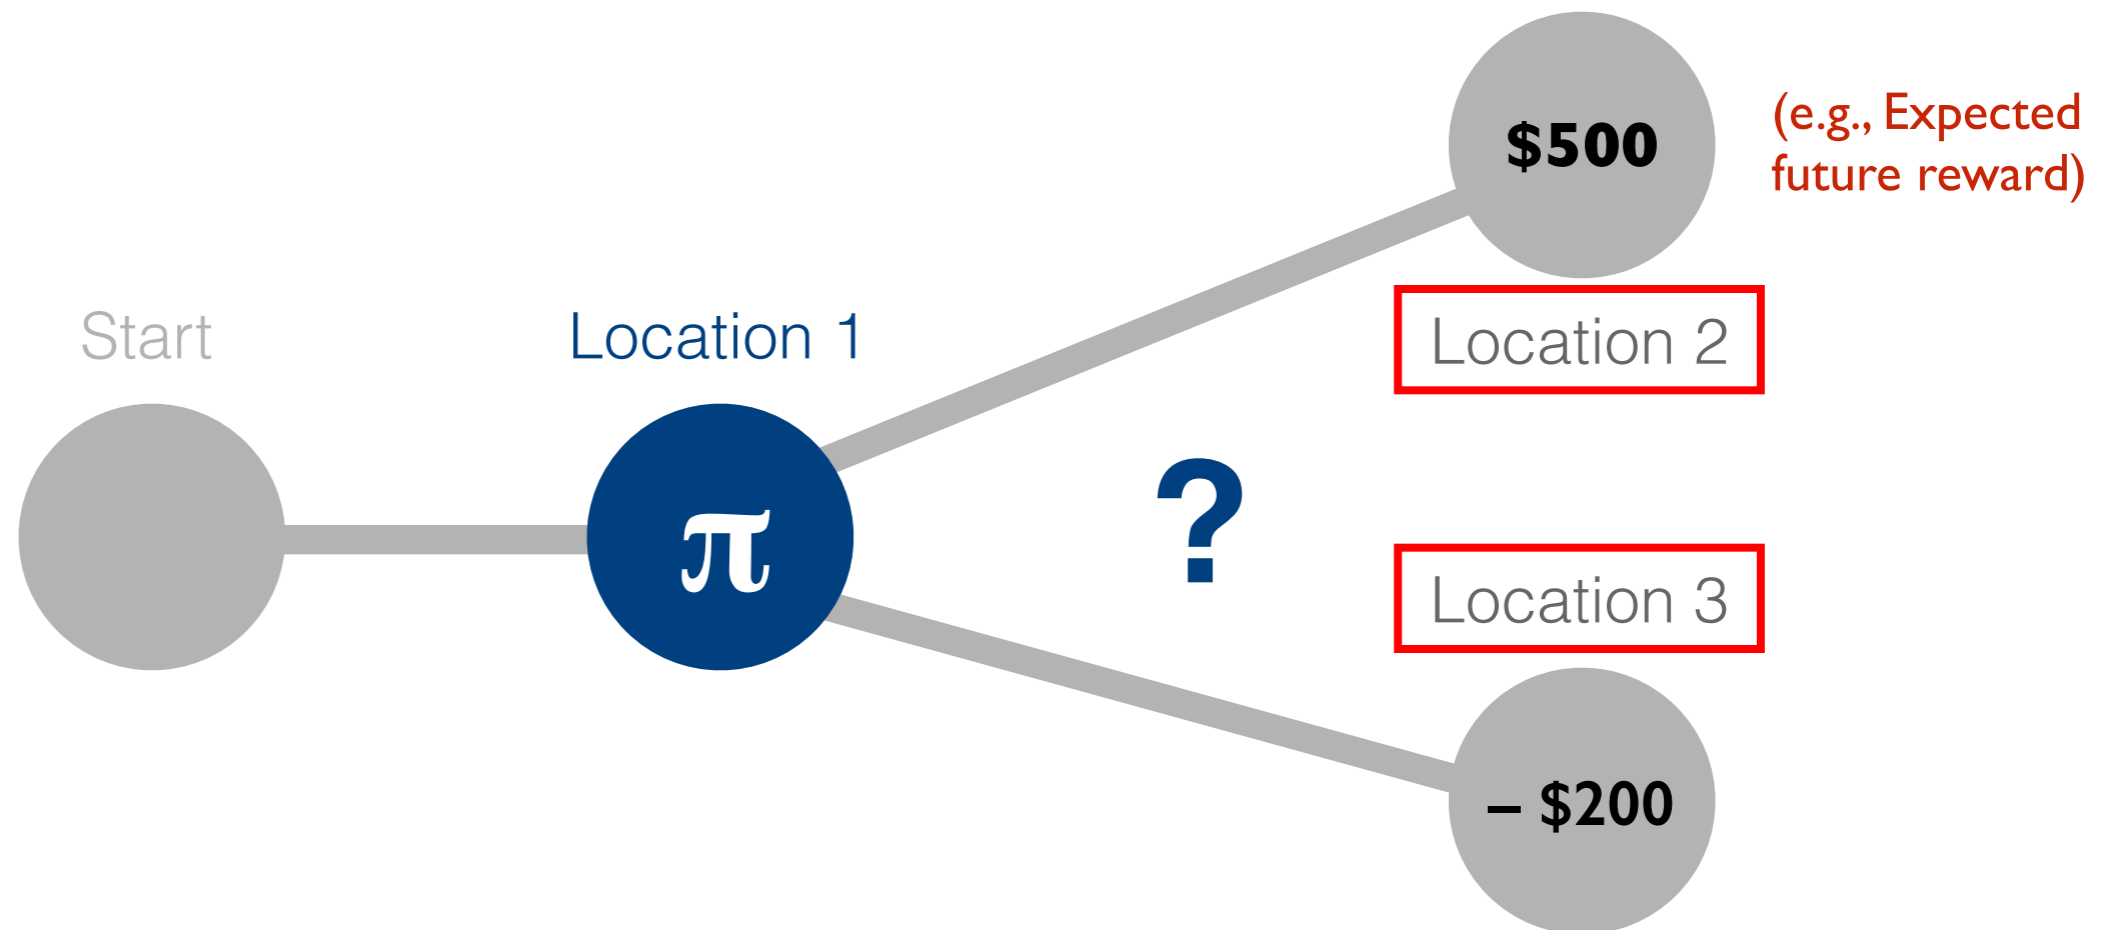 $500
(e.g., Expected
future reward)
Start
Location 1
Location 2
π
?
Location 3
– $200